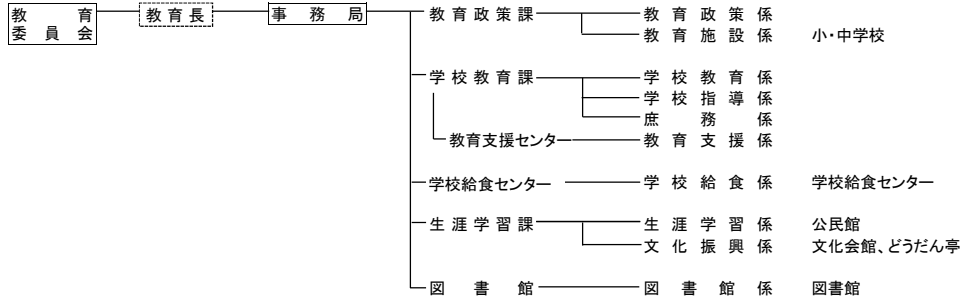 教育委員会 教育長 事務局 教育政策課 教育政策係
教育施設係 小・中学校
学校教育課 学校教育係
学校指導係
庶務係
教育支援センター 教育支援係
学校給食センター 学校給食係 学校給食センター
生涯学習課 生涯学習係 公民館
文化振興係 文化会館、どうだん亭
図書館 図書館係 図書館